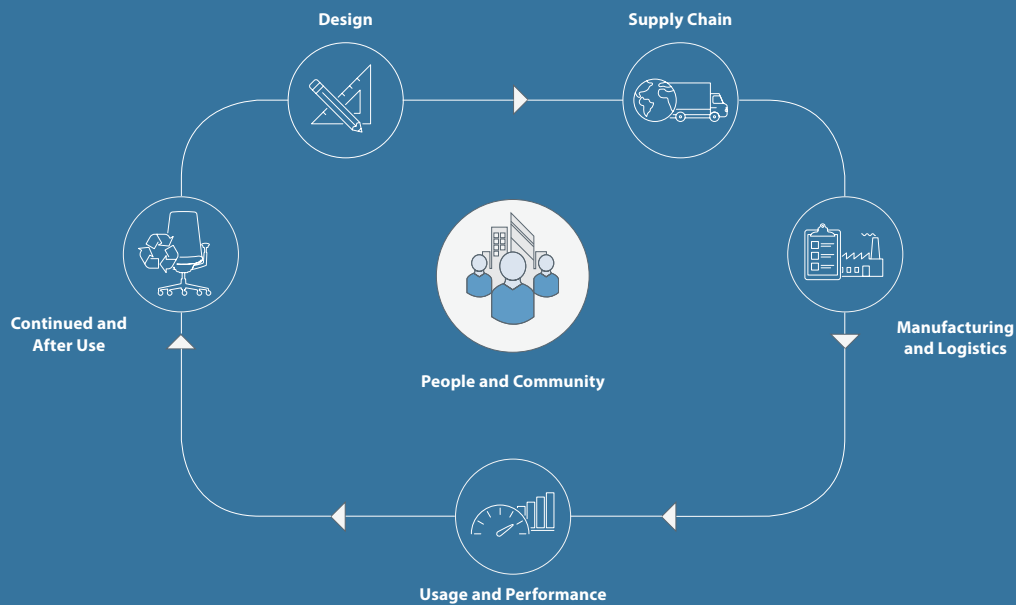 Design
Supply Chain
Continued and
After Use
Manufacturing
and Logistics
People and Community
Usage and Performance